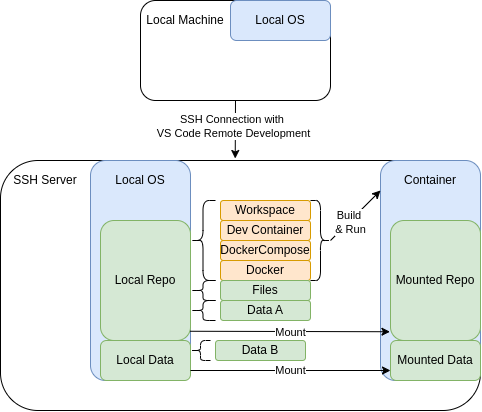 Local Machine
Local OS
SSH Connection with
VS Code Remote Development
SSH Server
Local OS
Container
Workspace
Dev Container
DockerCompose
Docker
Build
& Run
Local Repo
Files
Data A
Mounted Repo
Mount
Local Data
Data B
Mounted Data
Mount